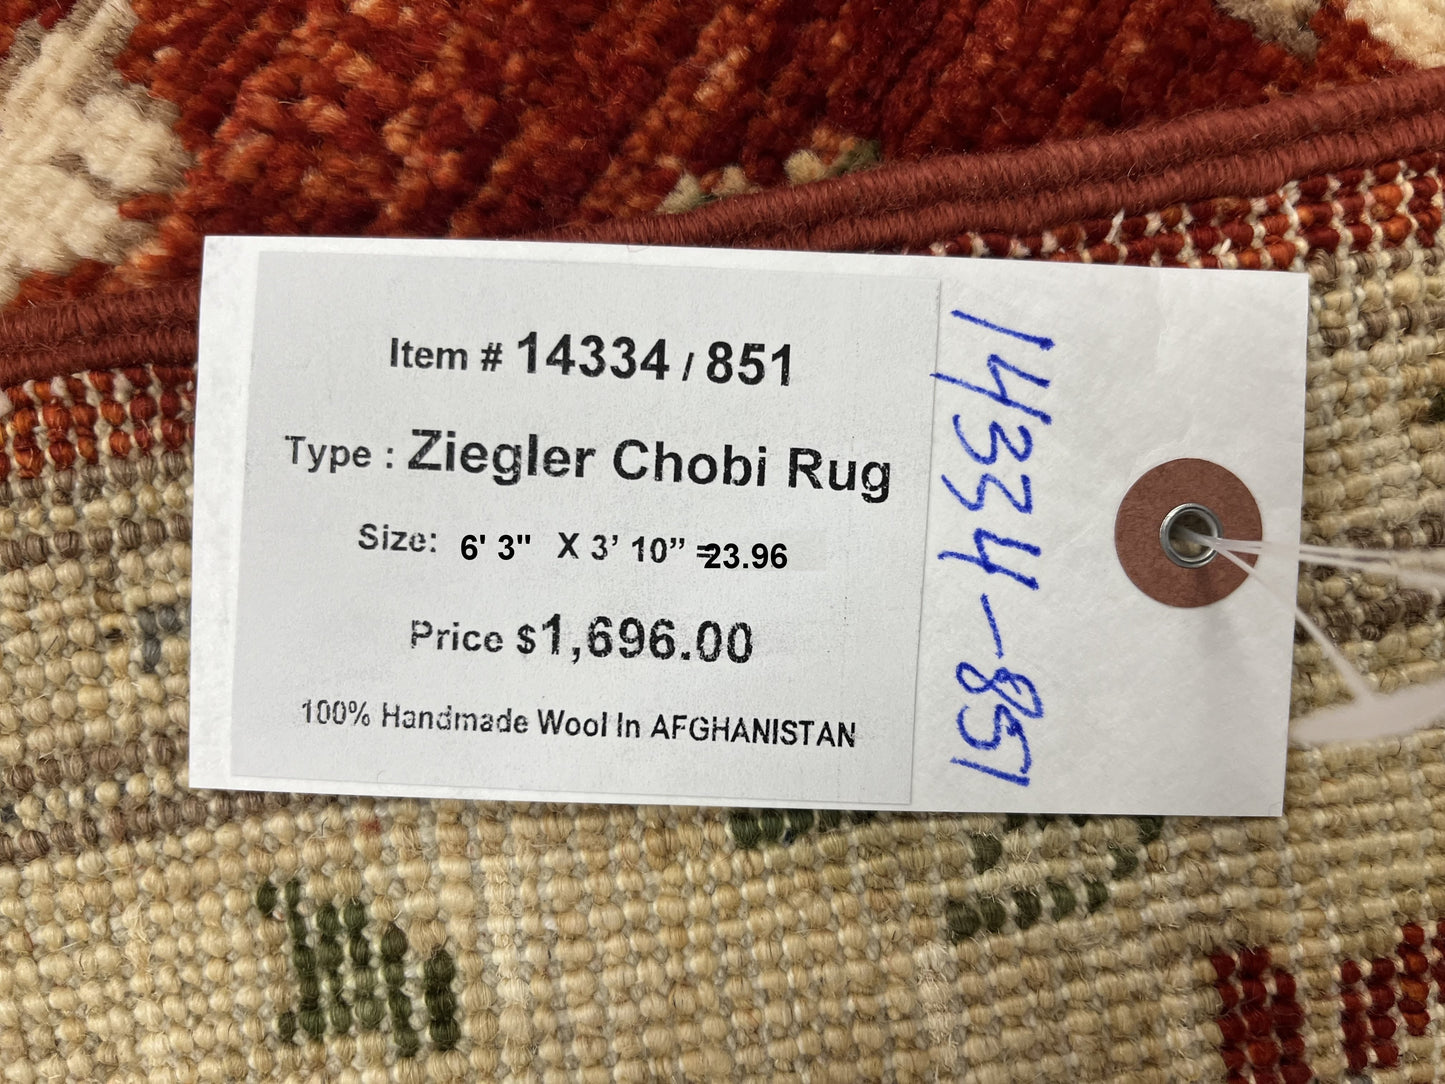 Item # 14334 / 851
Type : Ziegler Chobi Rug
Size: 6' 3" X 3’ 10” =23.96
Price $1,696.00
100% Handmade Wool In AFGHANISTAN
14334-851